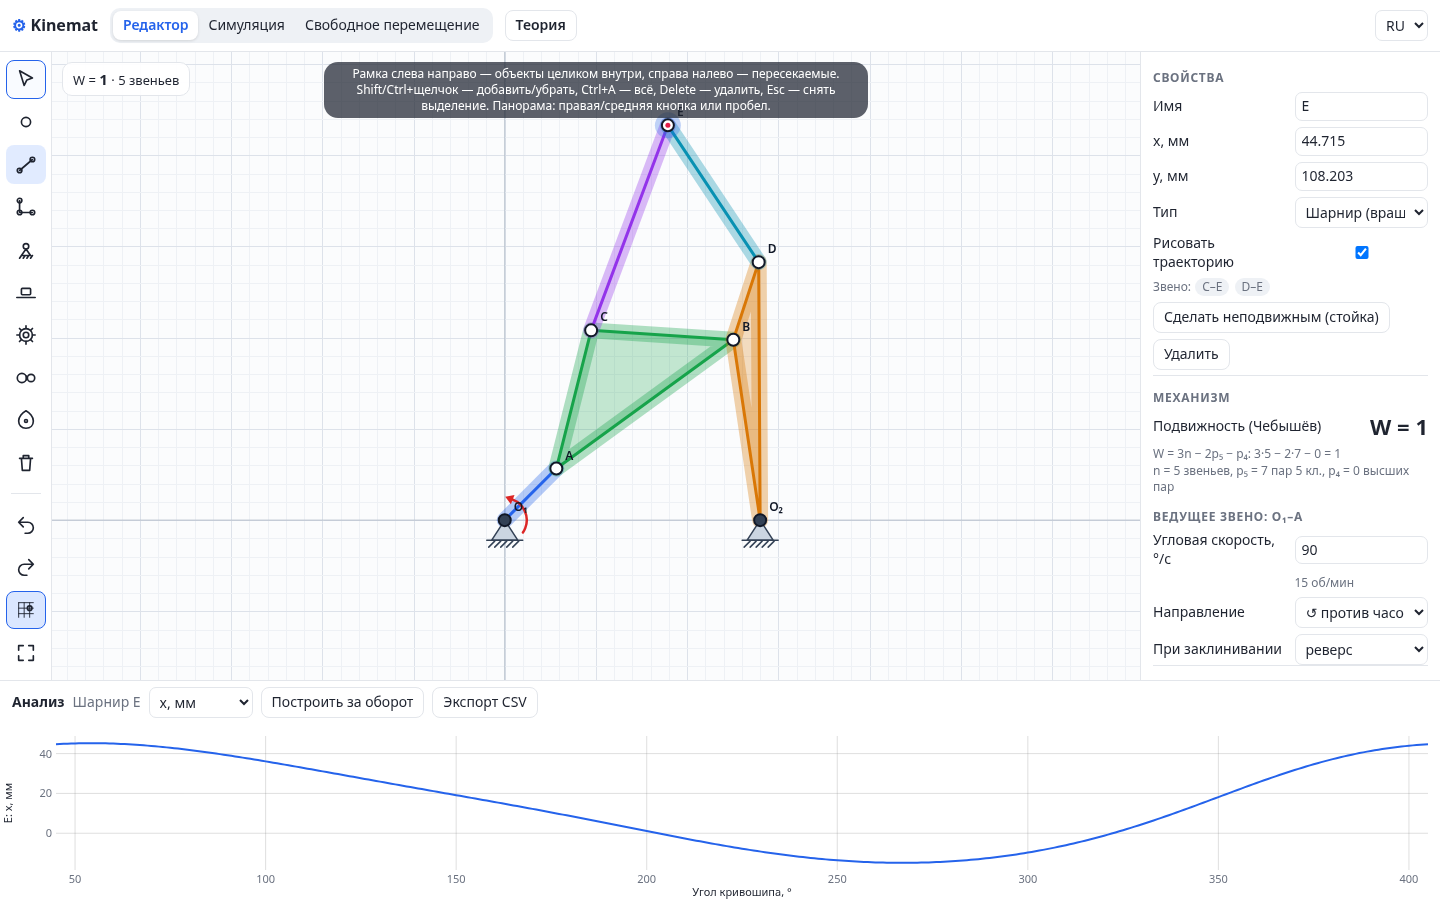 Kinemat
Редактор
Симуляция
Свободное перемещение
Теория
RU
W = 1 · 5 звеньев
Рамка слева направо — объекты целиком внутри, справа налево — пересекаемые.
Shift/Ctrl+щелчок — добавить/убрать, Ctrl+A — всё, Delete — удалить, Esc — снять
выделение. Панорама: правая/средняя кнопка или пробел.
E
D
C
B
A
O₁
O₂
СВОЙСТВА
Имя
E
x, мм
44.715
y, мм
108.203
Тип
Шарнир (вращ
Рисовать
траекторию
Звено: C–E D–E
Сделать неподвижным (стойка)
Удалить
МЕХАНИЗМ
Подвижность (Чебышёв)
W = 1
W = 3n − 2p₅ − p₄: 3·5 − 2·7 − 0 = 1
n = 5 звеньев, p₅ = 7 пар 5 кл., p₄ = 0 высших
пар
ВЕДУЩЕЕ ЗВЕНО: O₁–A
Угловая скорость,
°/с
90
15 об/мин
Направление
↺ против часо
При заклинивании
реверс
Анализ
Шарнир E
x, мм
Построить за оборот
Экспорт CSV
E: x, мм
40
20
0
50
100
150
200
250
300
350
400
Угол кривошипа, °